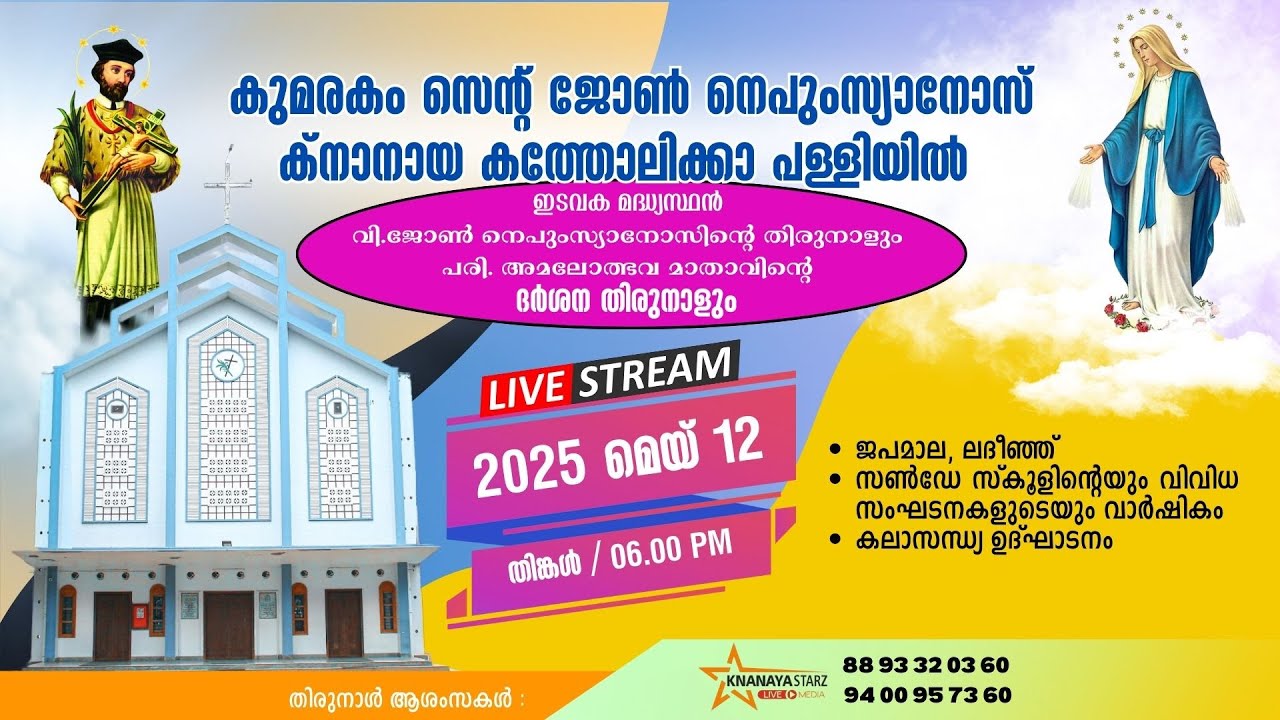 കുമരകം സെന്റ് ജോൺ നെപുംസ്യാനോസ്
ക്നാനായ കത്തോലിക്കാ പള്ളിയിൽ
ഇടവക മദ്ധ്യസ്ഥൻ
വി.ജോൺ നെപുംസ്യാനോസിന്റെ തിരുനാളും
പരി. അമലോത്ഭവ മാതാവിന്റെ
ദർശന തിരുനാളും
LIVE STREAM
2025 മെയ് 12
തിങ്കൾ / 06.00 PM
• ജപമാല, ലദീഞ്ഞ്
• സൺഡേ സ്കൂളിന്റെയും വിവിധ
സംഘടനകളുടെയും വാർഷികം
• കലാസന്ധ്യ ഉദ്ഘാടനം
KNANAYASTARZ
LIVE MEDIA
88 93 32 03 60
94 00 95 73 60
തിരുനാൾ ആശംസകൾ :